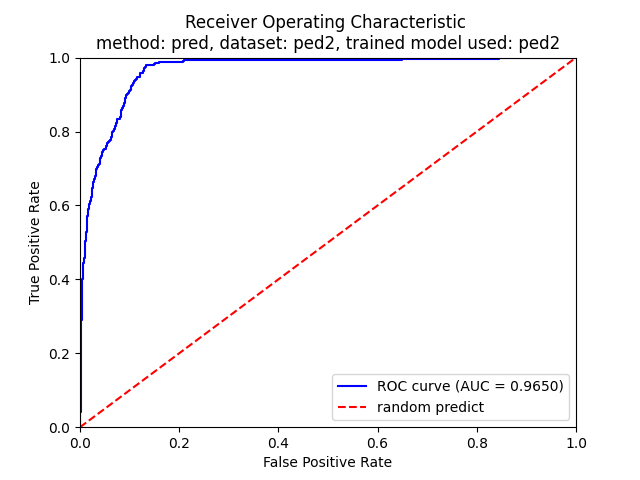 Receiver Operating Characteristic
method: pred, dataset: ped2, trained model used: ped2
1.0
0.8
0.6
0.4
0.2
0.0
True Positive Rate
ROC curve (AUC = 0.9650)
random predict
0.0 0.2 0.4 0.6 0.8 1.0
False Positive Rate